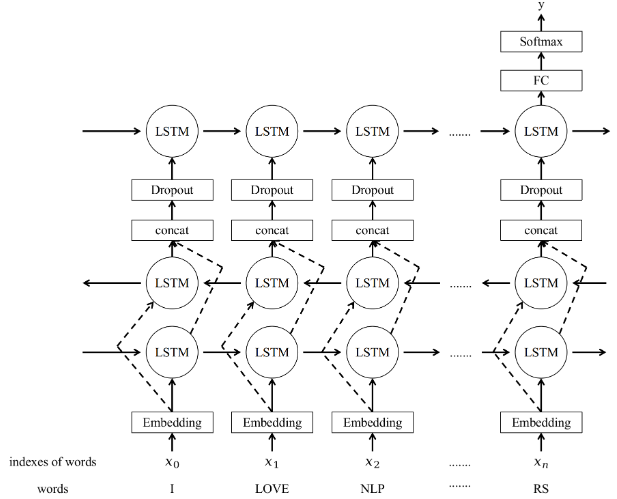 y
Softmax
FC
LSTM LSTM LSTM ....... LSTM
Dropout Dropout Dropout Dropout
concat concat concat concat
LSTM LSTM LSTM ....... LSTM
LSTM LSTM LSTM ....... LSTM
Embedding Embedding Embedding Embedding
indexes of words x₀ x₁ x₂ ....... xₙ
words I LOVE NLP ....... RS